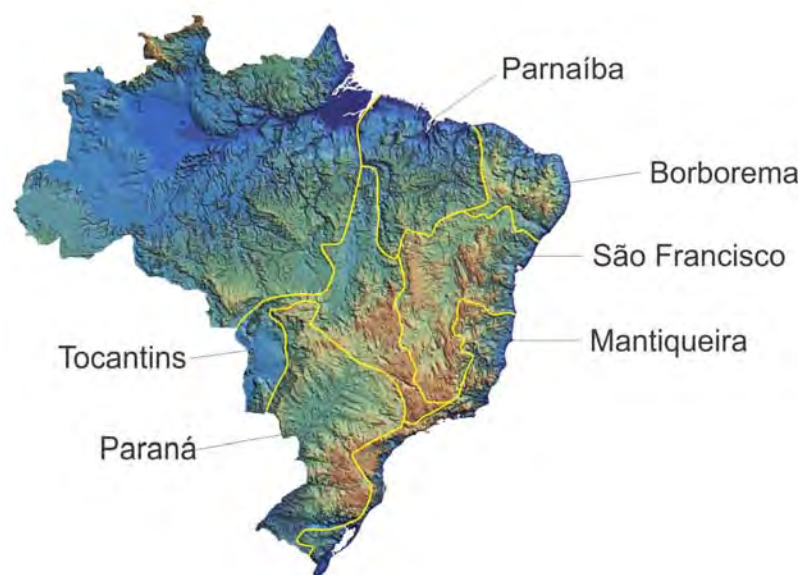 Parnaíba
Borborema
São Francisco
Mantiqueira
Tocantins
Paraná